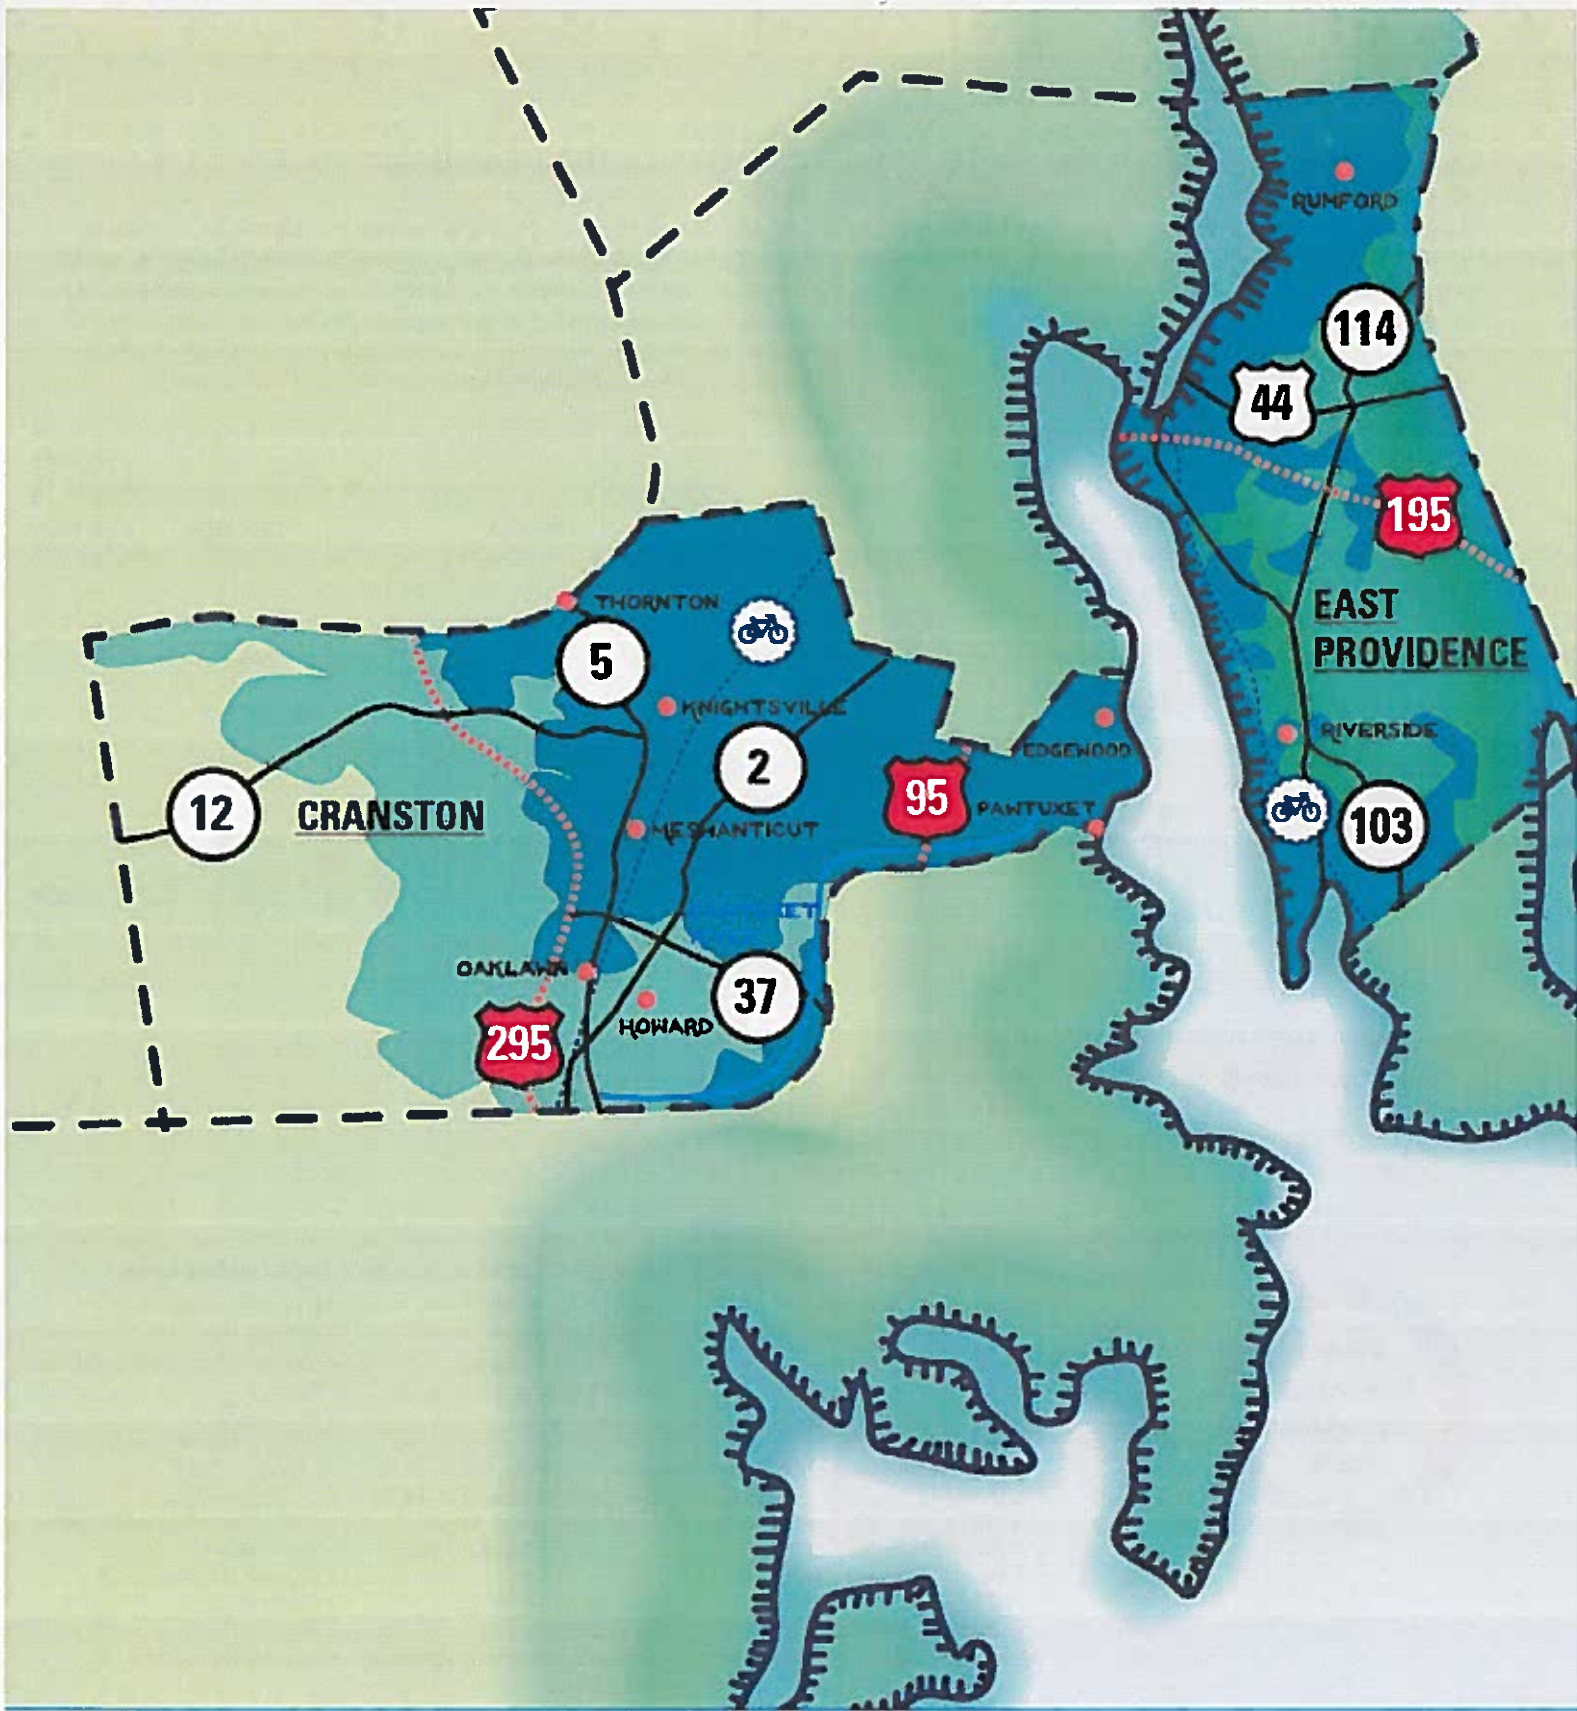 RUMFORD
114
44
195
EAST
PROVIDENCE
THORNTON
5
KNIGHTSVILLE
2
EDGEWOOD
RIVERSIDE
95
PAWTUXET
12
CRANSTON
MESHANTICUT
103
OAKLAWN
37
HOWARD
295